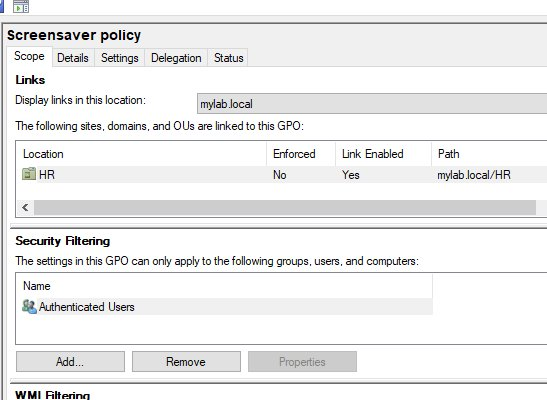 Screensaver policy
Scope Details Settings Delegation Status
Links
Display links in this location: mylab.local
The following sites, domains, and OUs are linked to this GPO:
Location Enforced Link Enabled Path
HR No Yes mylab.local/HR
Security Filtering
The settings in this GPO can only apply to the following groups, users, and computers:
Name
Authenticated Users
Add... Remove Properties
WMI Filtering